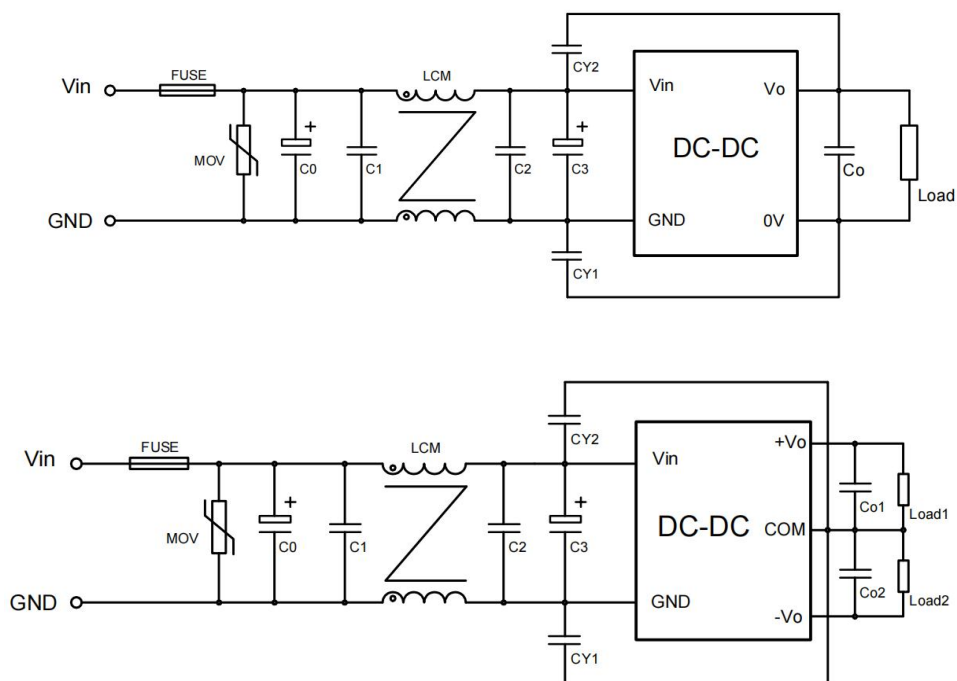 CY2
FUSE
LCM
Vin
Vin
Vo
MOV
+
C0
C1
C2
+
C3
DC-DC
Co
Load
GND
GND
0V
CY1
CY2
FUSE
LCM
+Vo
Vin
Vin
MOV
+
C0
C1
C2
+
C3
DC-DC
COM
Co1
Load1
Co2
Load2
GND
GND
-Vo
CY1